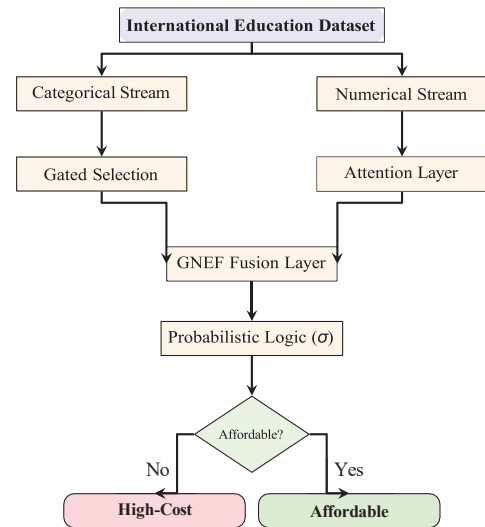 International Education Dataset
Categorical Stream
Numerical Stream
Gated Selection
Attention Layer
GNEF Fusion Layer
Probabilistic Logic (σ)
Affordable?
No
Yes
High-Cost
Affordable